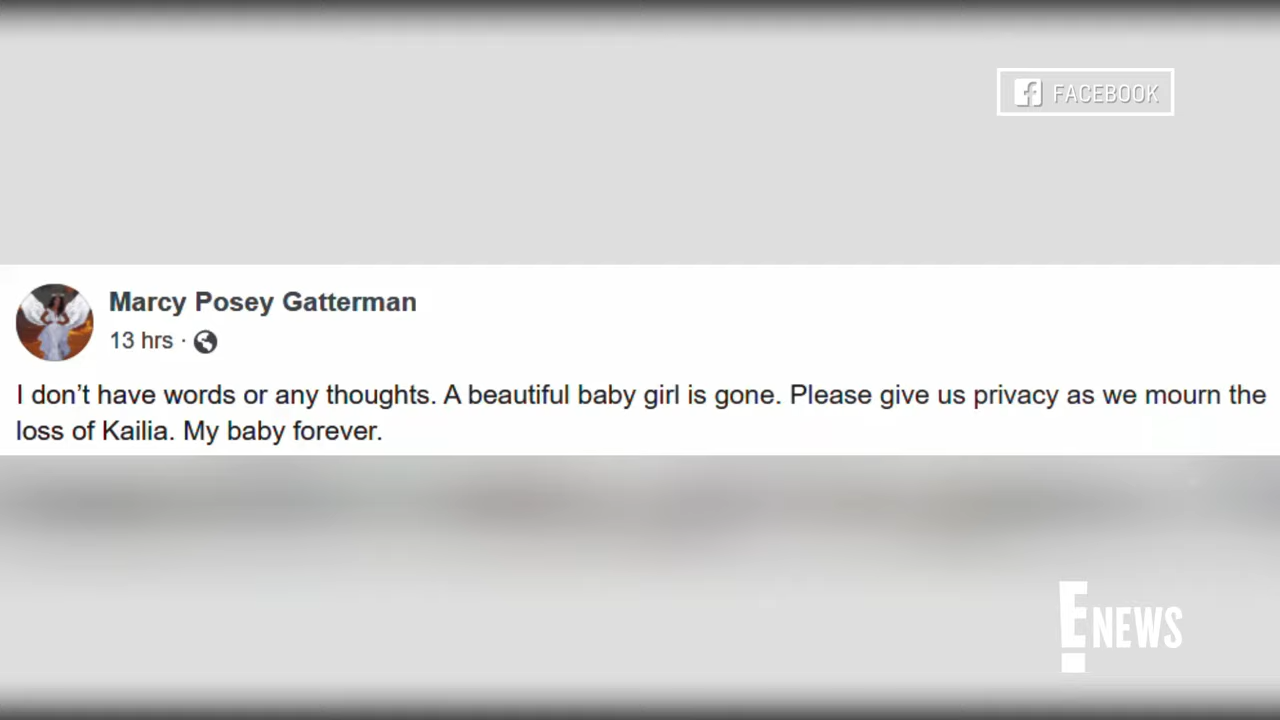 FACEBOOK
Marcy Posey Gatterman
13 hrs ·
I don’t have words or any thoughts. A beautiful baby girl is gone. Please give us privacy as we mourn the
loss of Kailia. My baby forever.
E NEWS